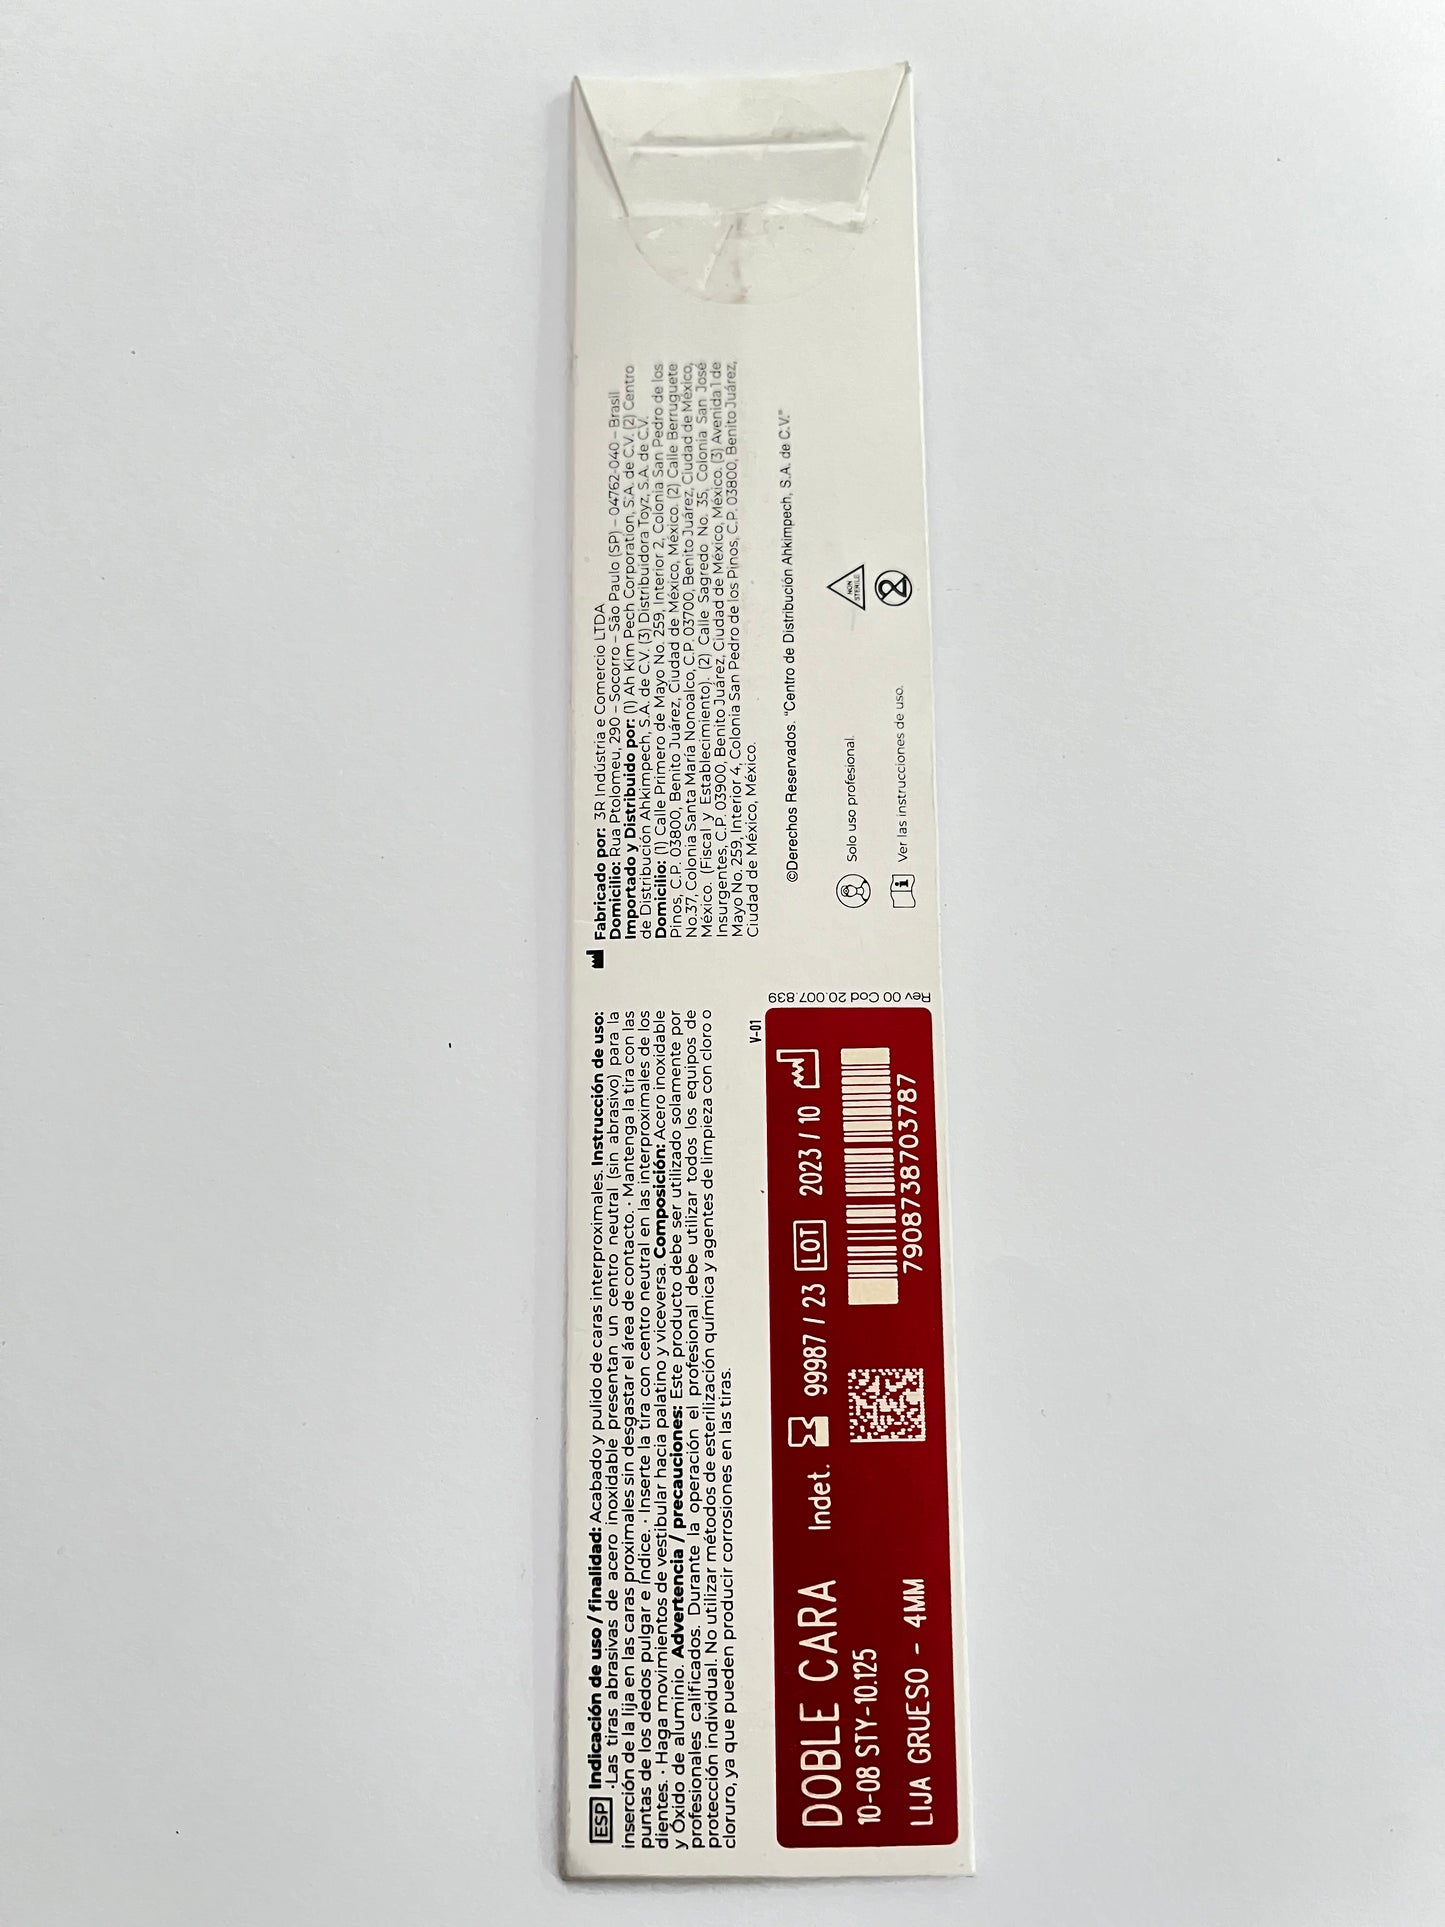 ESP Indicación de uso / finalidad: Acabado y pulido de caras interproximales. Instrucción de uso:
·Las tiras abrasivas de acero inoxidable presentan un centro neutral (sin abrasivo) para la
inserción de la lija en las caras proximales sin desgastar el área de contacto. · Mantenga la tira con las
puntas de los dedos pulgar e índice. · Inserte la tira con centro neutral en las interproximales de los
dientes. · Haga movimientos de vestibular hacia palatino y viceversa. Composición: Acero inoxidable
y Óxido de aluminio. Advertencia / precauciones: Este producto debe ser utilizado solamente por
profesionales calificados. Durante la operación el profesional debe utilizar todos los equipos de
protección individual. No utilizar métodos de esterilización química y agentes de limpieza con cloro o
cloruro, ya que pueden producir corrosiones en las tiras.
V-01
DOBLE CARA
10-08 STY-10.125
LIJA GRUESO - 4MM
Indet.
99987 / 23 LOT 2023 / 10
7908738703787
Rev 00 Cod 20.007.839
Fabricado por: 3R Indústria e Comercio LTDA
Domicilio: Rua Ptolomeu, 290 – Socorro – São Paulo (SP) – 04762-040 – Brasil
Importado y Distribuido por: (1) Ah Kim Pech Corporation, S.A. de C.V. (2) Centro
de Distribución Ahkimpech, S.A. de C.V. (3) Distribuidora Toyz, S.A. de C.V.
Domicilio: (1) Calle Primero de Mayo No. 259, Interior 2, Colonia San Pedro de los
Pinos, C.P. 03800, Benito Juárez, Ciudad de México, México. (2) Calle Berruguete
No.37, Colonia Santa María Nonoalco, C.P. 03700, Benito Juárez, Ciudad de México,
México. (Fiscal y Establecimiento). (2) Calle Sagredo No. 35, Colonia San José
Insurgentes, C.P. 03900, Benito Juárez, Ciudad de México, México. (3) Avenida 1 de
Mayo No. 259, Interior 4, Colonia San Pedro de los Pinos, C.P. 03800, Benito Juárez,
Ciudad de México, México.
©Derechos Reservados. "Centro de Distribución Ahkimpech, S.A. de C.V."
Solo uso profesional.
NON
STERILE
Ver las instrucciones de uso.
2